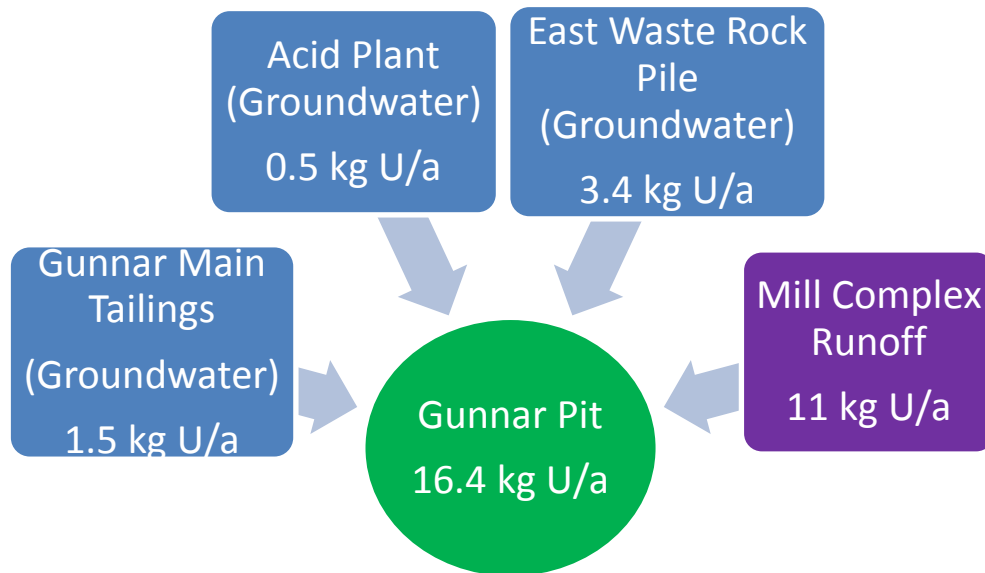 Acid Plant
(Groundwater)
0.5 kg U/a
East Waste Rock
Pile
(Groundwater)
3.4 kg U/a
Gunnar Main
Tailings
(Groundwater)
1.5 kg U/a
Mill Complex
Runoff
11 kg U/a
Gunnar Pit
16.4 kg U/a